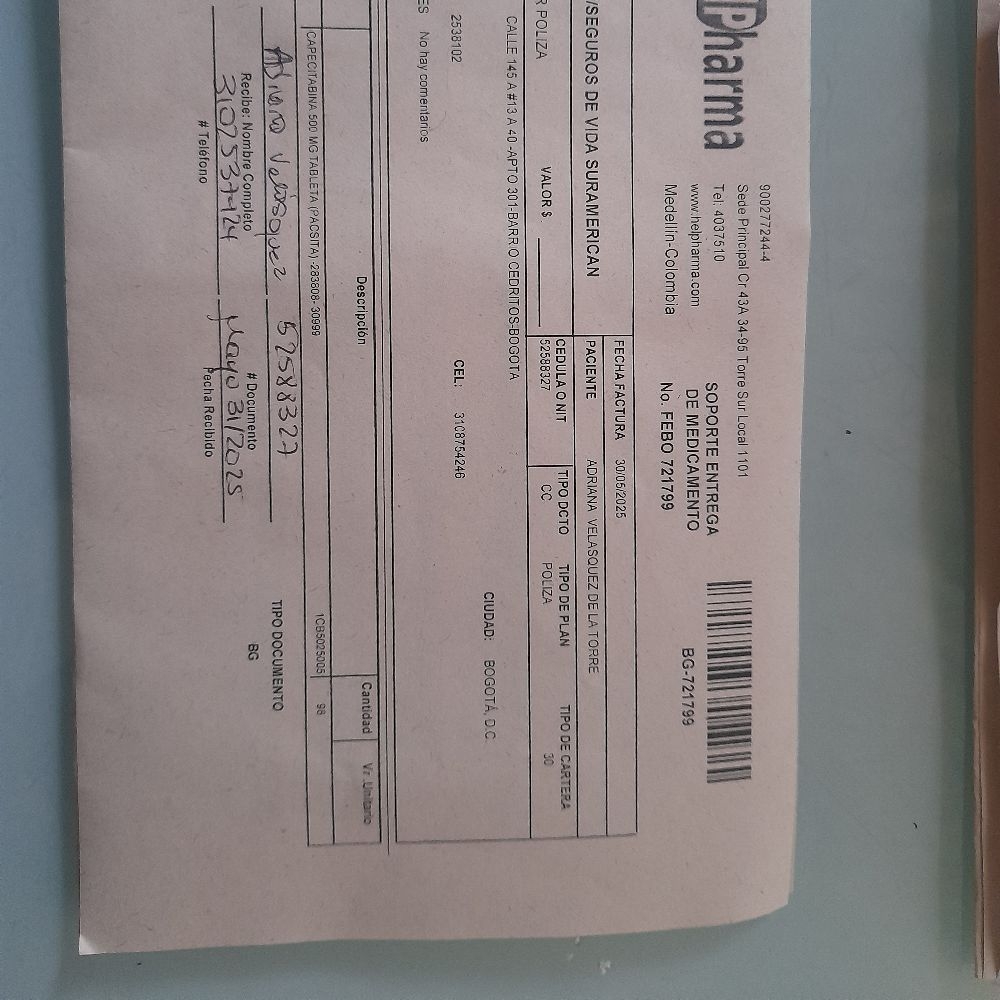 Pharma
900277244-4
Sede Principal Cr 43A 34-95 Torre Sur Local 1101
Tel: 4037510
www.helpharma.com
Medellín-Colombia
SOPORTE ENTREGA
DE MEDICAMENTO
No. FEBO 721799
BG-721799
FECHA FACTURA 30/05/2025
/SEGUROS DE VIDA SURAMERICAN
PACIENTE ADRIANA VELASQUEZ DE LA TORRE
R POLIZA VALOR $
CEDULA O NIT TIPO DCTO TIPO DE PLAN TIPO DE CARTERA
52588327 CC POLIZA 30
CALLE 145 A #13 A 40 -APTO 301-BARRIO CEDRITOS-BOGOTA
CIUDAD: BOGOTÁ, D.C
2538102 CEL: 3108754246
ES No hay comentarios
Descripción Cantidad Vr. Unitario
CAPECITABINA 500 MG TABLETA (PACSITA) -283808- 30999 1CB5025005 98
Adriana Velásquez 52588327
Recibe: Nombre Completo # Documento
TIPO DOCUMENTO
BG
Mayo 31/2025
# Teléfono Fecha Recibido